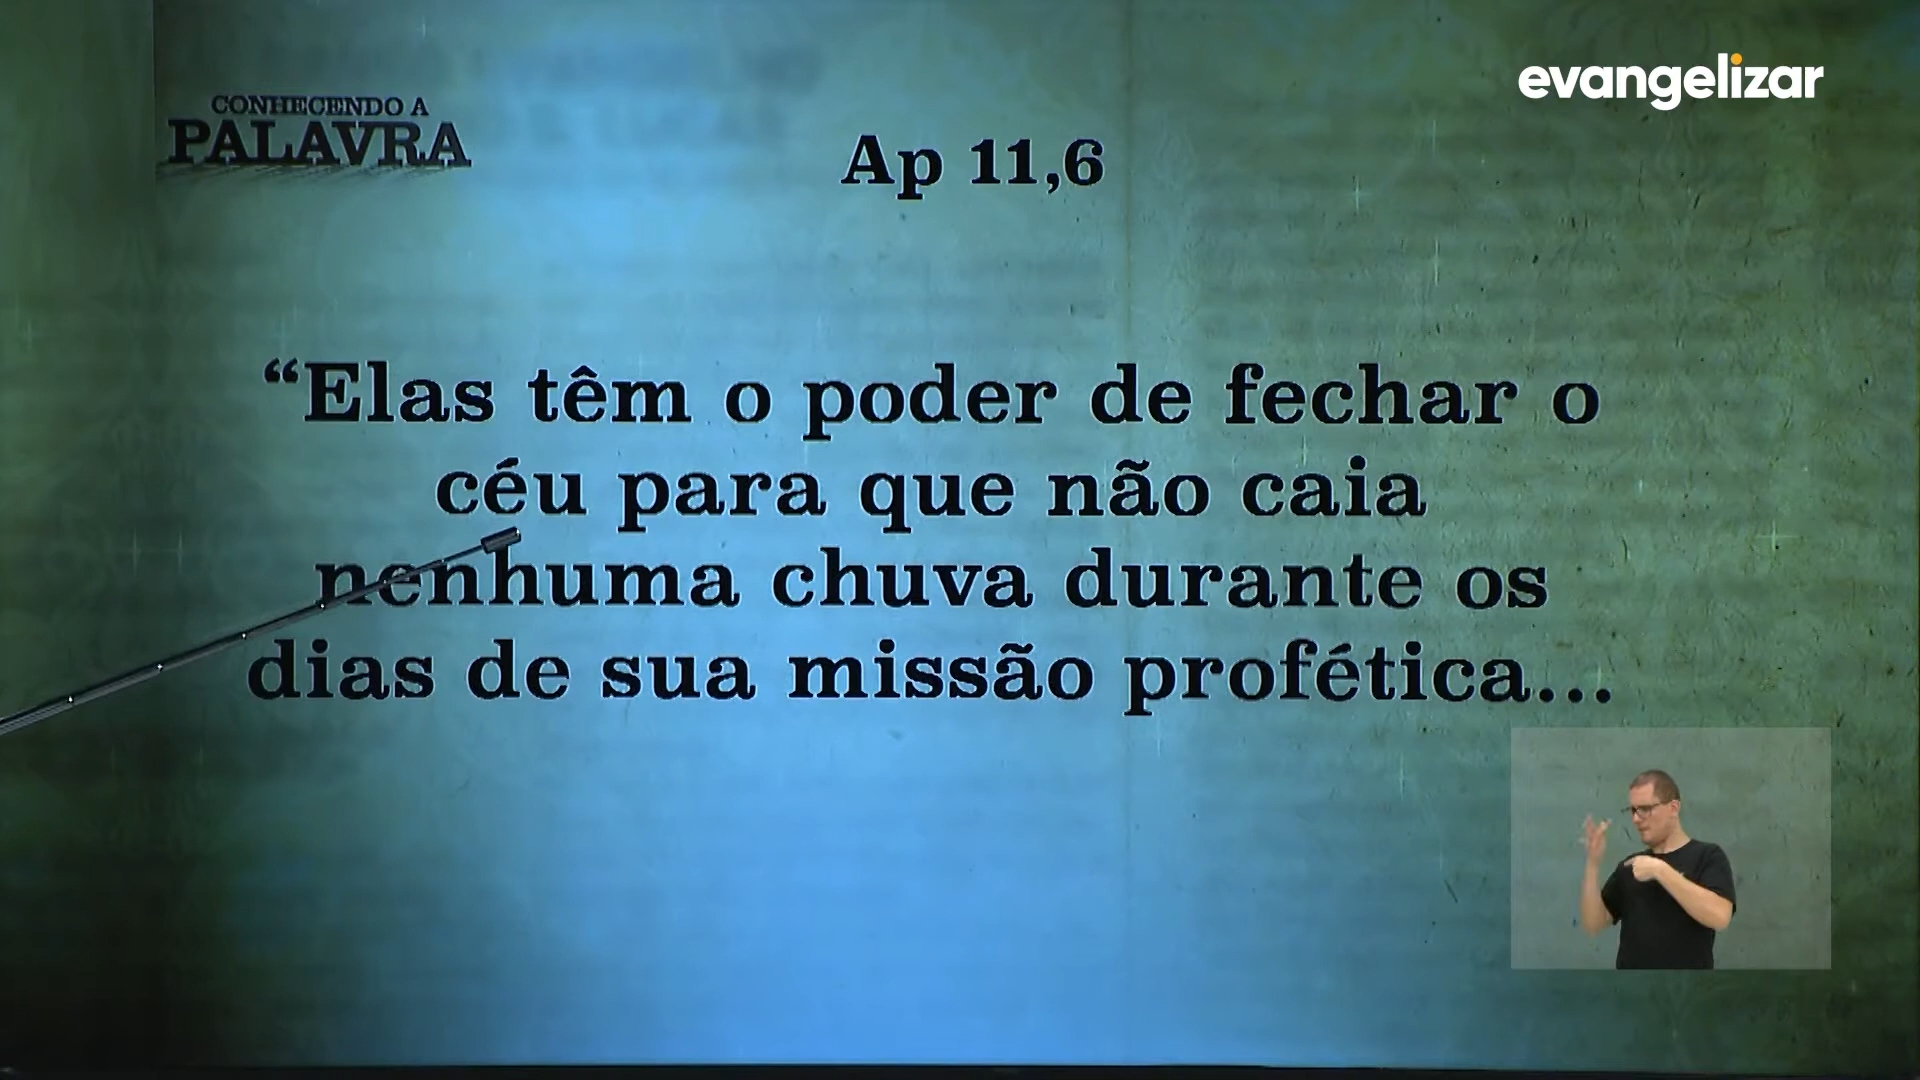 evangelizar
CONHECENDO A
PALAVRA
Ap 11,6
“Elas têm o poder de fechar o
céu para que não caia
nenhuma chuva durante os
dias de sua missão profética...